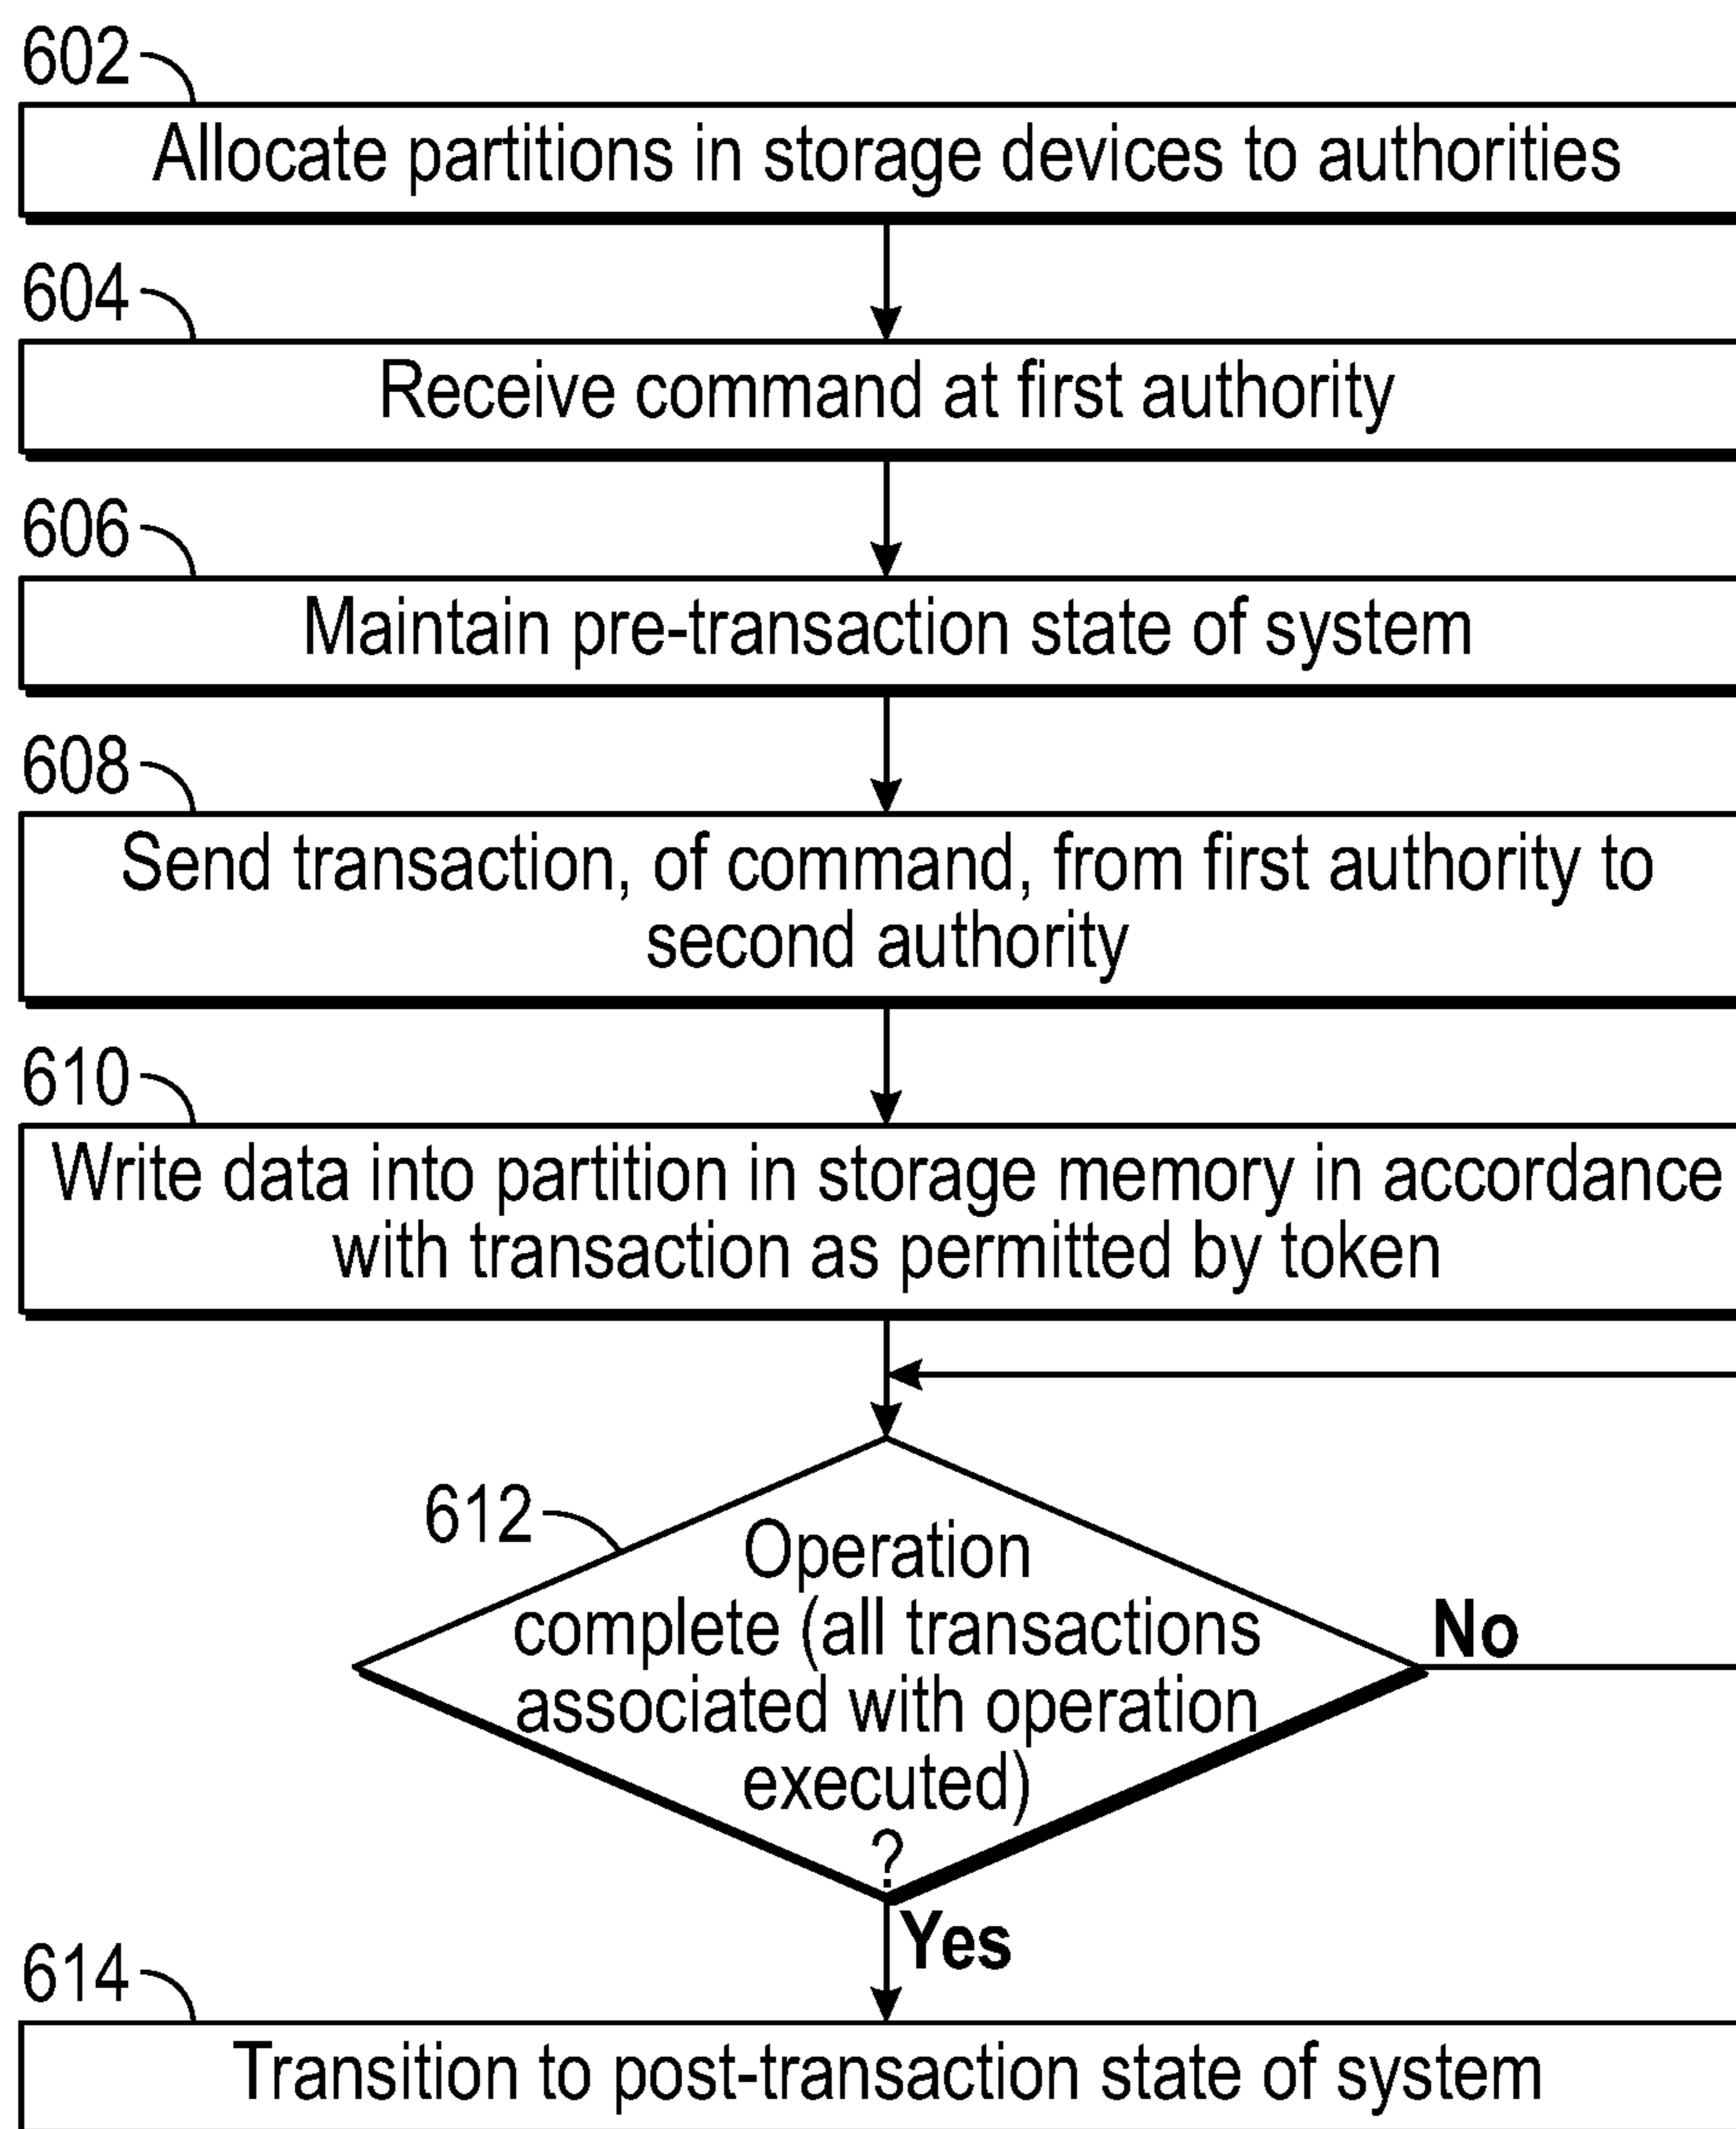 602
Allocate partitions in storage devices to authorities
604
Receive command at first authority
606
Maintain pre-transaction state of system
608
Send transaction, of command, from first authority to
second authority
610
Write data into partition in storage memory in accordance
with transaction as permitted by token
612
Operation
complete (all transactions
associated with operation
executed)
?
No
Yes
614
Transition to post-transaction state of system